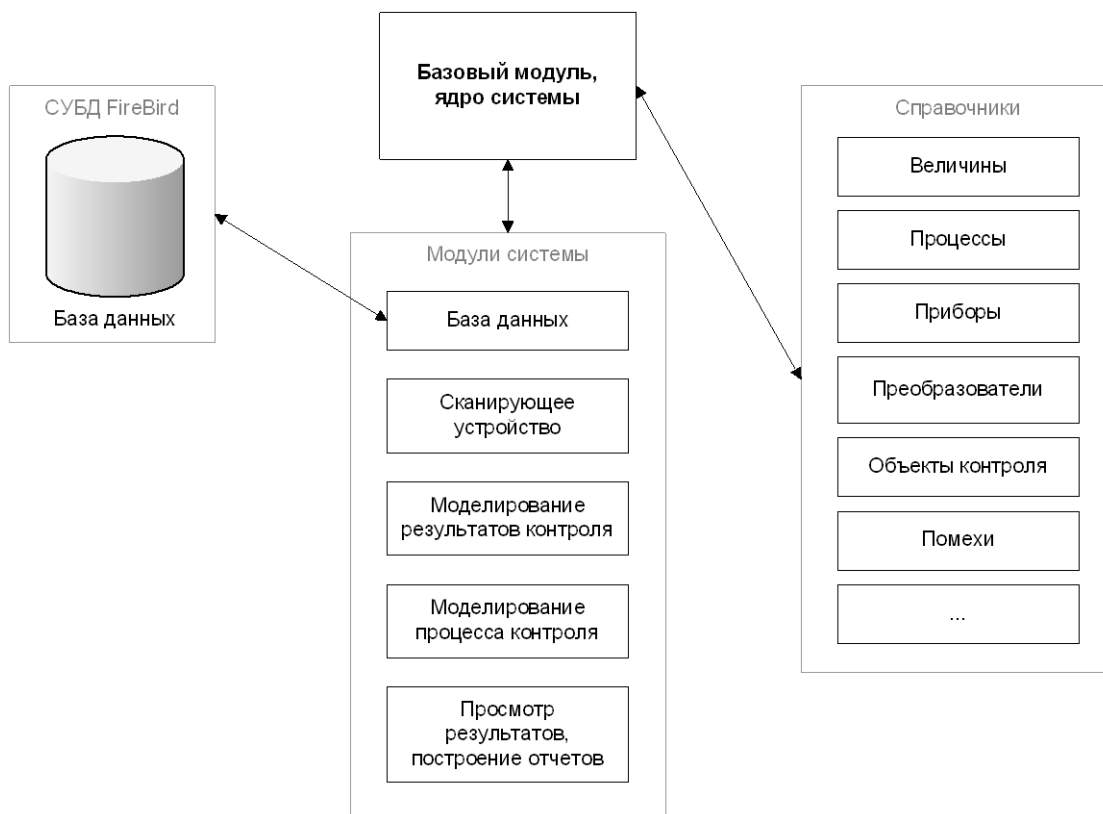 Базовый модуль,
ядро системы
СУБД FireBird
База данных
Модули системы
База данных
Сканирующее
устройство
Моделирование
результатов контроля
Моделирование
процесса контроля
Просмотр
результатов,
построение отчетов
Справочники
Величины
Процессы
Приборы
Преобразователи
Объекты контроля
Помехи
...